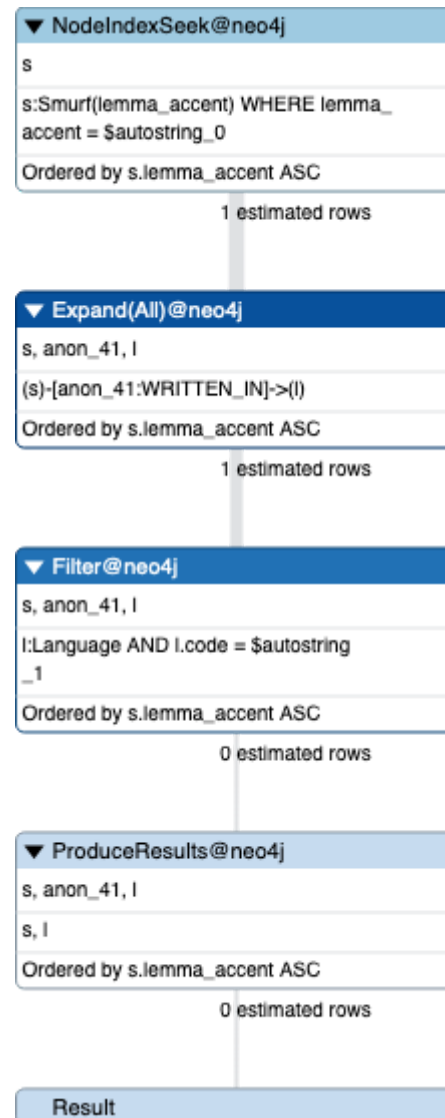 ▼ NodeIndexSeek@neo4j
s
s:Smurf(lemma_accent) WHERE lemma_
accent = $autostring_0
Ordered by s.lemma_accent ASC
1 estimated rows
▼ Expand(All)@neo4j
s, anon_41, l
(s)-[anon_41:WRITTEN_IN]->(l)
Ordered by s.lemma_accent ASC
1 estimated rows
▼ Filter@neo4j
s, anon_41, l
l:Language AND l.code = $autostring
_1
Ordered by s.lemma_accent ASC
0 estimated rows
▼ ProduceResults@neo4j
s, anon_41, l
s, l
Ordered by s.lemma_accent ASC
0 estimated rows
Result